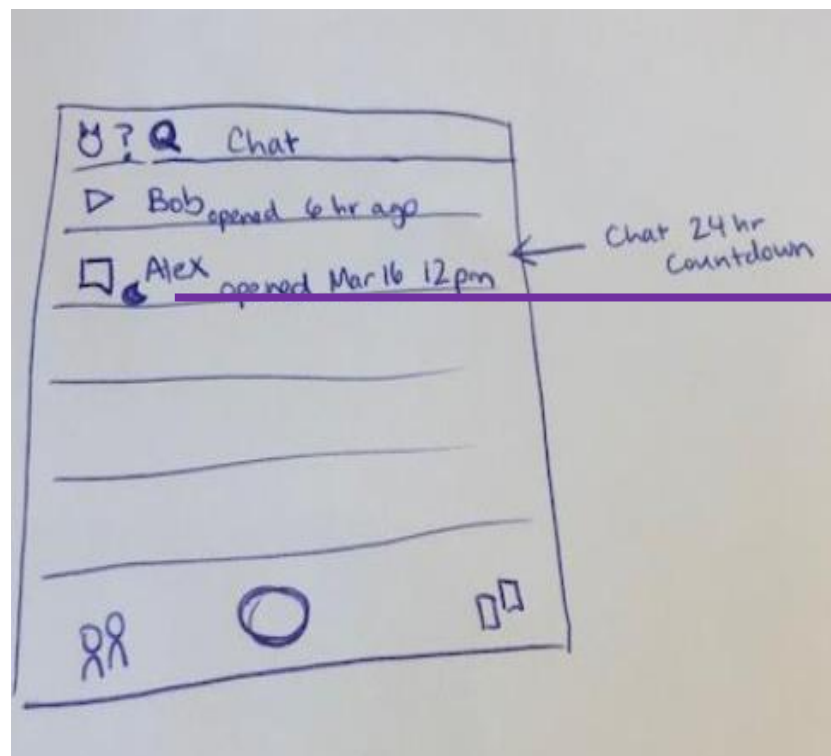 ? Chat
Bob opened 6 hr ago
Alex opened Mar 16 12pm
Chat 24 hr
Countdown